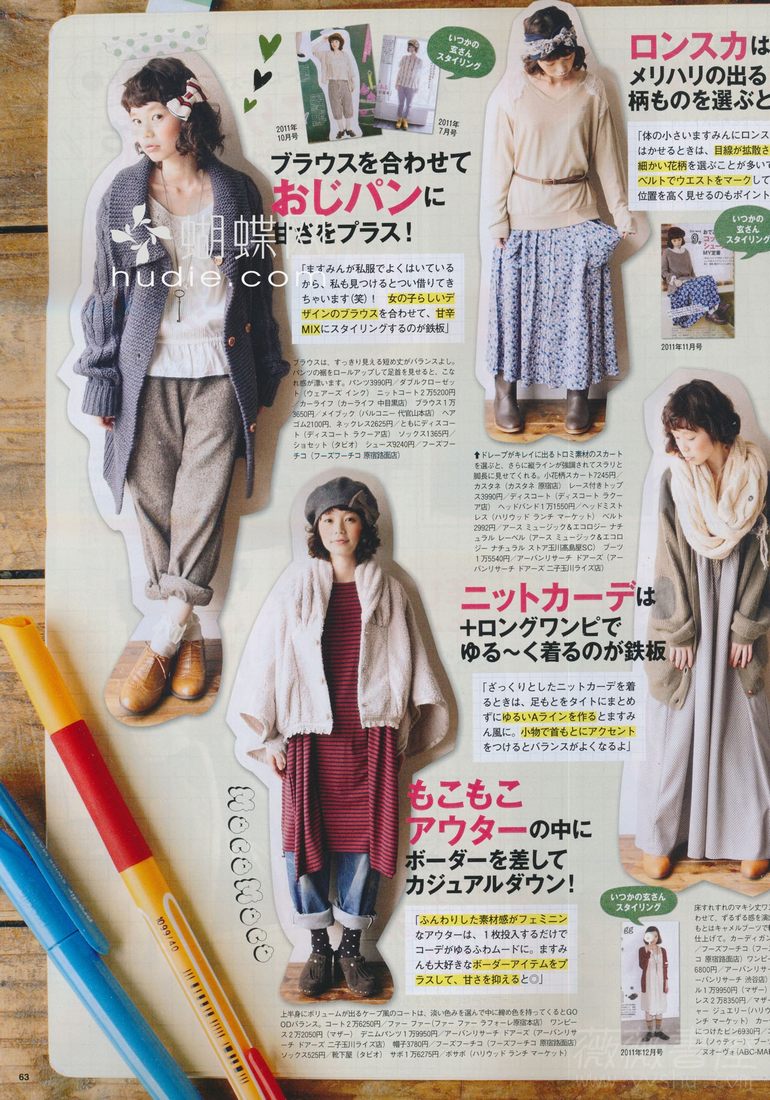 いつかの
玄さん
スタイリング
2011年
10月号
2011年
7月号
ブラウスを合わせて
おじパンに
甘さをプラス！
「ますみんが私服でよくはいている
から、私も見つけるとつい借りてき
ちゃいます(笑)！ 女の子らしいデ
ザインのブラウスを合わせて、甘辛
MIXにスタイリングするのが鉄板」
ブラウスは、すっきり見える短め丈がバランスよし。
パンツの裾をロールアップして足首を見せると、こな
れ感が漂います。パンツ3990円／ダブルクローゼッ
ト（ウェアーズ インク） ニットコート2万5200円
／カーライフ（カーライフ 中目黒店） ブラウス1万
3650円／メイブック（バルコニー 代官山本店） ヘア
ゴム2100円、ネックレス2625円／ともにディスコー
ト（ディスコート ラクーア店） ソックス1365円／
ショセット（タビオ） シューズ9240円／フーズフー
チコ（フーズフーチコ 原宿路面店）
蝴蝶
hudie.com
ロンスカは
メリハリの出る
柄ものを選ぶと
「体の小さいますみんにロンス
はかせるときは、目線が拡散さ
細かい花柄を選ぶことが多いで
ベルトでウエストをマークして
位置を高く見せるのもポイント
いつかの
玄さん
スタイリング
2011年11月号
⬆ドレープがキレイに出るトロミ素材のスカート
を選ぶと、さらに縦ラインが強調されてスラリと
脚長に見せてくれる。小花柄スカート7245円／
カスタネ（カスタネ 原宿店） レース付きトップ
ス3990円／ディスコート（ディスコート ラクー
ア店） ヘッドバンド1万1550円／ヘッドミスト
レス（ハリウッド ランチ マーケット） ベルト
2992円／アース ミュージック＆エコロジー ナチ
ュラル レーベル（アース ミュージック＆エコロ
ジー ナチュラル ストア玉川高島屋SC） ブーツ
1万5540円／アーバンリサーチ ドアーズ（アー
バンリサーチ ドアーズ 二子玉川ライズ店）
ニットカーデは
＋ロングワンピで
ゆる〜く着るのが鉄板
「ざっくりとしたニットカーデを着
るときは、足もとをタイトにまとめ
ずにゆるいAラインを作るとますみ
ん風に。小物で首もとにアクセント
をつけるとバランスがよくなるよ」
MOCOMOCO
もこもこ
アウターの中に
ボーダーを差して
カジュアルダウン！
「ふんわりした素材感がフェミニン
なアウターは、1枚投入するだけで
コーデがゆるふわムードに。ますみ
んも大好きなボーダーアイテムをプ
ラスして、甘さを抑えると◎」
上半身にボリュームが出るケープ風のコートは、淡い色みを選んで中に締め色を持ってくるとGO
ODバランス。コート2万6250円／ファー ファー（ファー ファー ラフォーレ原宿本店） ワンピー
ス2万2050円（マザー） デニムパンツ1万9950円／アーバンリサーチ ドアーズ（アーバンリサ
ーチ ドアーズ 二子玉川ライズ店） 帽子3780円／フーズフーチコ（フーズフーチコ 原宿路面店）
ソックス525円／靴下屋（タビオ） サボ1万6275円／ポサボ（ハリウッド ランチ マーケット）
いつかの玄さん
スタイリング
2011年12月号
床すれすれのマキシ丈ワ
わせて、ずるずる感を演
もとはキャメルブーツで軽
仕上げて。カーディガン
／フーズフーチコ（フー
コ 原宿路面店） ワンピー
6800円／アーバンリサー
ーバンリサーチ 渋谷店）
ル1万9950円（マザー）
レス2万8350円／マザー
63